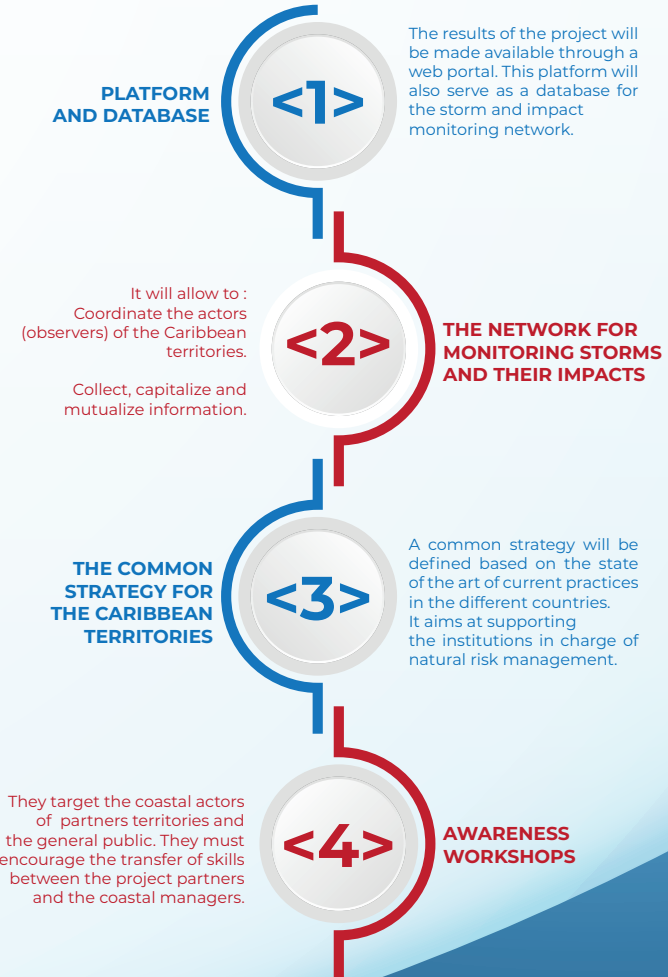 PLATFORM
AND DATABASE
<1>
The results of the project will
be made available through a
web portal. This platform will
also serve as a database for
the storm and impact
monitoring network.
It will allow to :
Coordinate the actors
(observers) of the Caribbean
territories.
Collect, capitalize and
mutualize information.
<2>
THE NETWORK FOR
MONITORING STORMS
AND THEIR IMPACTS
THE COMMON
STRATEGY FOR
THE CARIBBEAN
TERRITORIES
<3>
A common strategy will be
defined based on the state
of the art of current practices
in the different countries.
It aims at supporting
the institutions in charge of
natural risk management.
They target the coastal actors
of partners territories and
the general public. They must
encourage the transfer of skills
between the project partners
and the coastal managers.
<4>
AWARENESS
WORKSHOPS